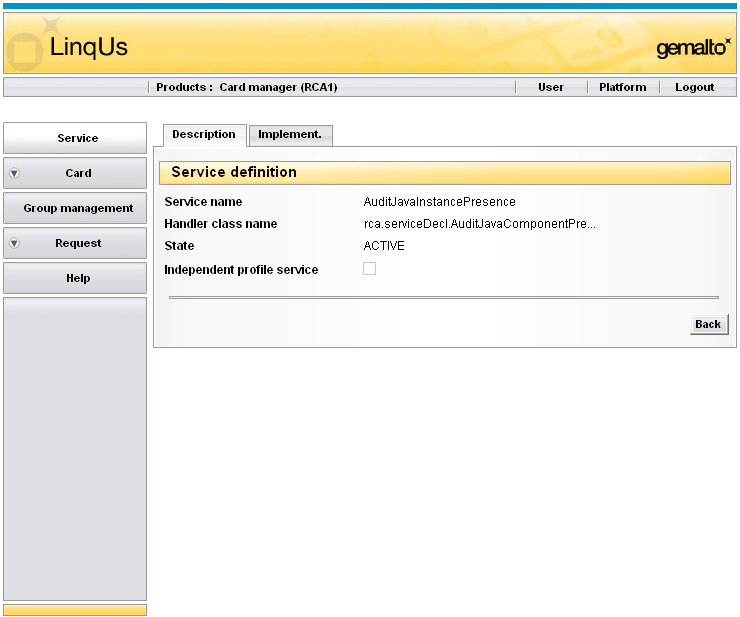 LinqUs
gemalto
Products : Card manager (RCA1)
User
Platform
Logout
Service
Card
Group management
Request
Help
Description
Implement.
Service definition
Service name AuditJavaInstancePresence
Handler class name rca.serviceDecl.AuditJavaComponentPre...
State ACTIVE
Independent profile service
Back